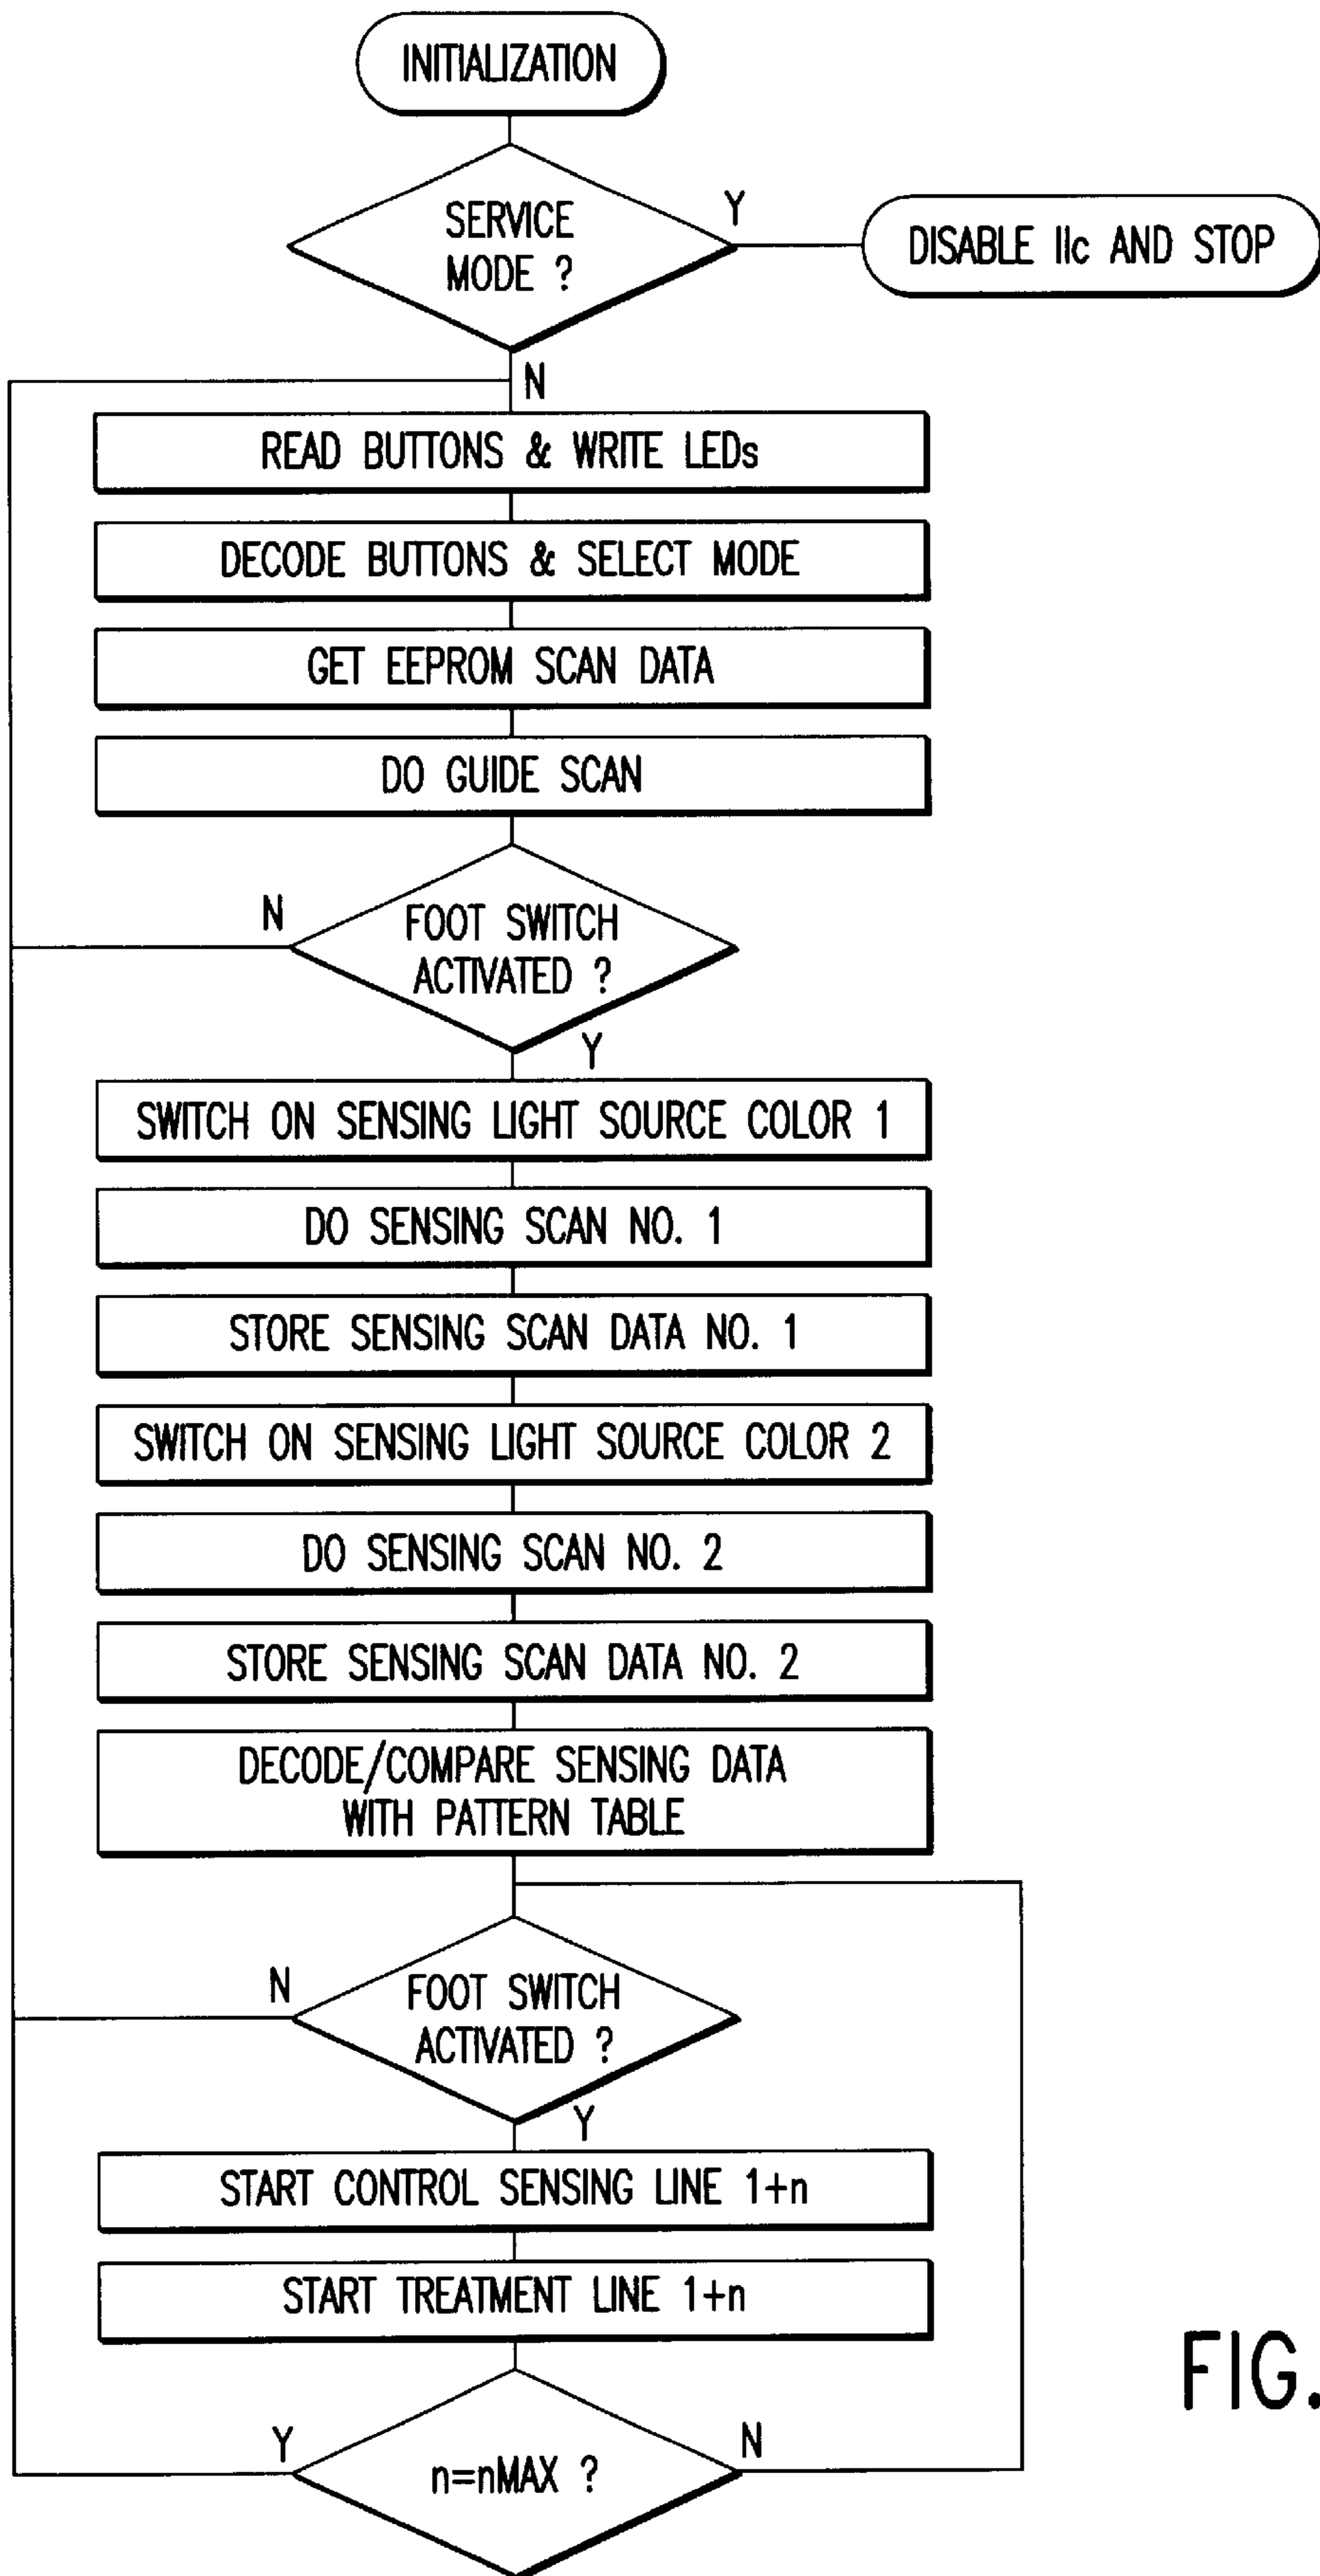 INITIALIZATION
SERVICE
MODE ?
Y
DISABLE IIc AND STOP
N
READ BUTTONS & WRITE LEDs
DECODE BUTTONS & SELECT MODE
GET EEPROM SCAN DATA
DO GUIDE SCAN
N
FOOT SWITCH
ACTIVATED ?
Y
SWITCH ON SENSING LIGHT SOURCE COLOR 1
DO SENSING SCAN NO. 1
STORE SENSING SCAN DATA NO. 1
SWITCH ON SENSING LIGHT SOURCE COLOR 2
DO SENSING SCAN NO. 2
STORE SENSING SCAN DATA NO. 2
DECODE/COMPARE SENSING DATA
WITH PATTERN TABLE
N
FOOT SWITCH
ACTIVATED ?
Y
START CONTROL SENSING LINE 1+n
START TREATMENT LINE 1+n
Y
n=nMAX ?
N
FIG.